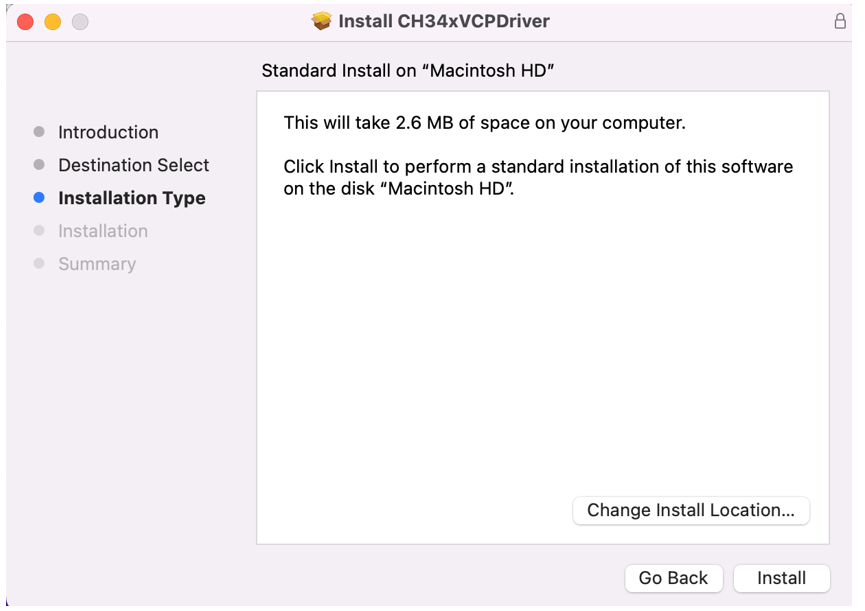 Install CH34xVCPDriver
Standard Install on “Macintosh HD”
Introduction
Destination Select
Installation Type
Installation
Summary
This will take 2.6 MB of space on your computer.
Click Install to perform a standard installation of this software
on the disk “Macintosh HD”.
Change Install Location...
Go Back
Install